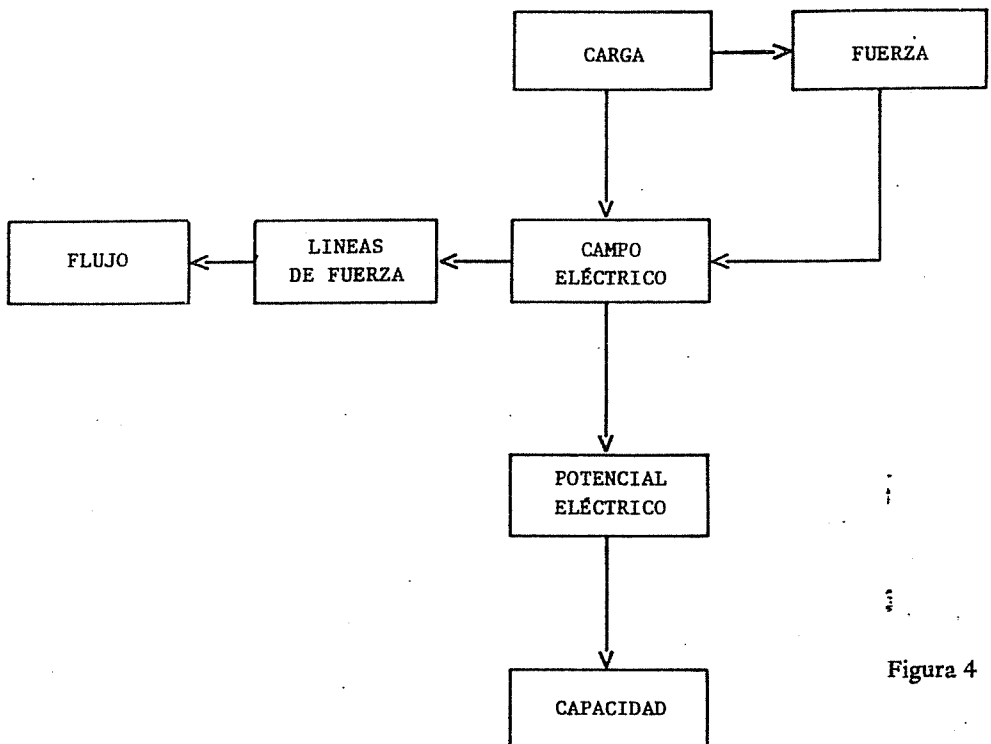 CARGA
FUERZA
FLUJO
LINEAS
DE FUERZA
CAMPO
ELÉCTRICO
POTENCIAL
ELÉCTRICO
CAPACIDAD
Figura 4